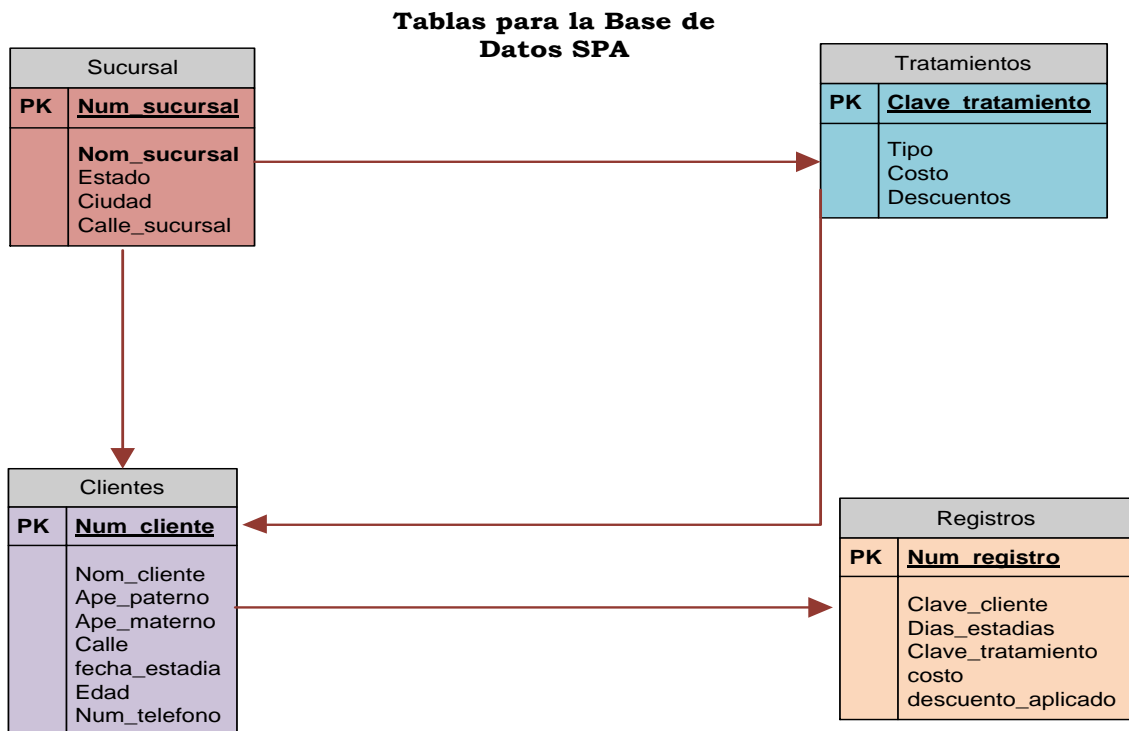 Tablas para la Base de
Datos SPA
Sucursal
PK Num_sucursal
Nom_sucursal
Estado
Ciudad
Calle_sucursal
Tratamientos
PK Clave_tratamiento
Tipo
Costo
Descuentos
Clientes
PK Num_cliente
Nom_cliente
Ape_paterno
Ape_materno
Calle
fecha_estadia
Edad
Num_telefono
Registros
PK Num_registro
Clave_cliente
Dias_estadias
Clave_tratamiento
costo
descuento_aplicado